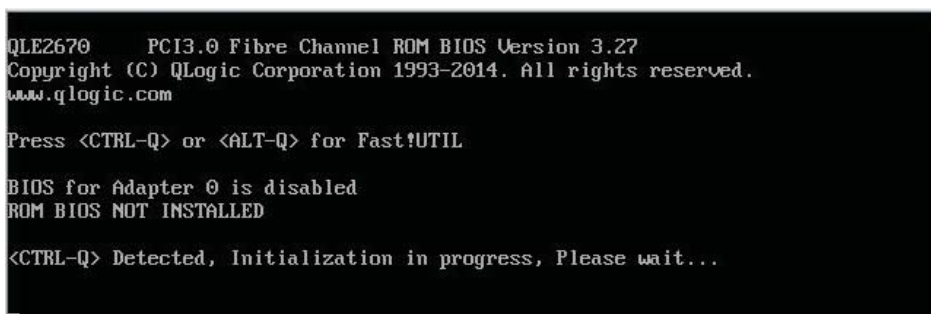 QLE2670 PCI3.0 Fibre Channel ROM BIOS Version 3.27
Copyright (C) QLogic Corporation 1993-2014. All rights reserved.
www.qlogic.com
Press <CTRL-Q> or <ALT-Q> for Fast!UTIL
BIOS for Adapter 0 is disabled
ROM BIOS NOT INSTALLED
<CTRL-Q> Detected, Initialization in progress, Please wait...